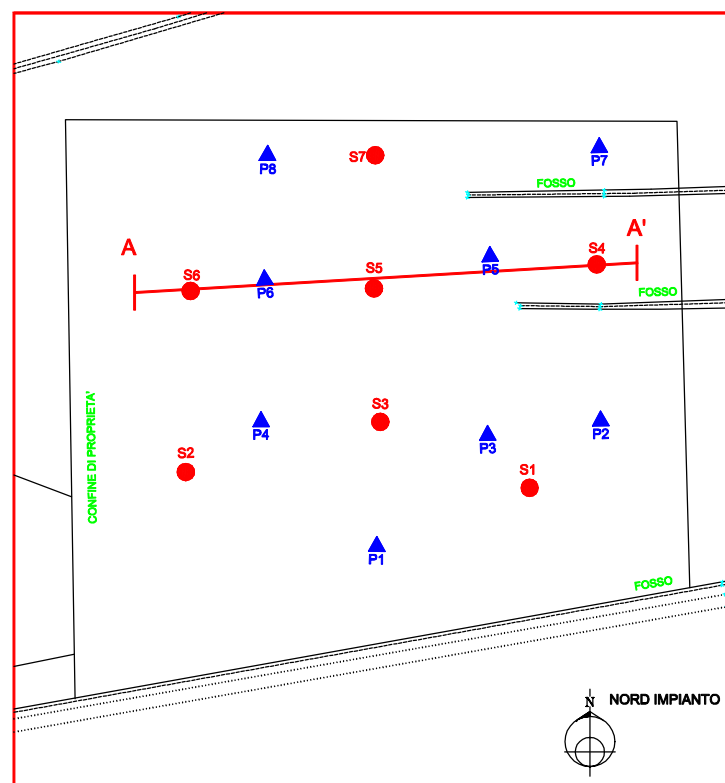 P7
S7
P8
FOSSO
A'
A
S4
P5
S5
S6
P6
FOSSO
CONFINE DI PROPRIETA'
S3
P2
P4
P3
S2
S1
P1
FOSSO
N
NORD IMPIANTO